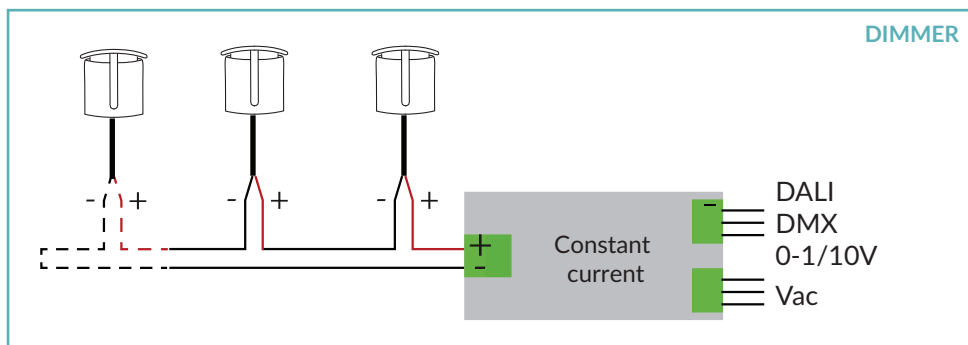 DIMMER
- +
- +
- +
+
-
Constant
current
-
DALI
DMX
0-1/10V
Vac